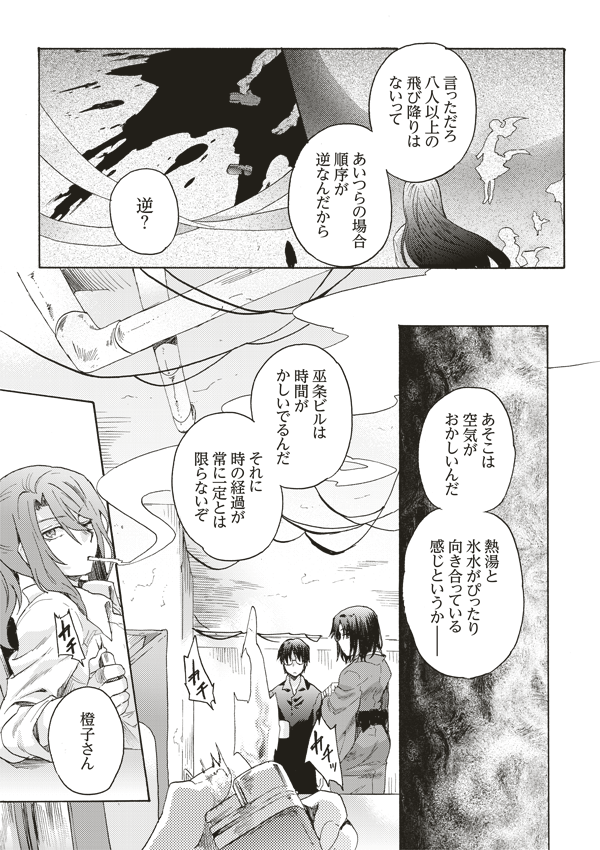 言っただろ
八人以上の
飛び降りは
ないって
あいつらの場合
順序が
逆なんだから
逆？
あそこは
空気が
おかしいんだ
熱湯と
氷水がぴったり
向き合っている
感じというか──
巫条ビルは
時間が
かしいでるんだ
それに
時の経過が
常に一定とは
限らないぞ
カチッ
カチッ
橙子さん